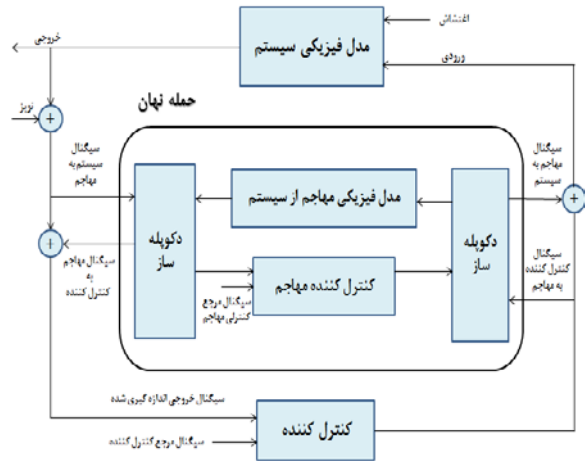 اغتشاش
مدل فیزیکی سیستم
خروجی
ورودی
نویز
حمله نهان
سیگنال
سیستم به
مهاجم
سیگنال
مهاجم به
سیستم
مدل فیزیکی مهاجم از سیستم
دکوپله
ساز
دکوپله
ساز
سیگنال مهاجم
به
کنترل کننده
سیگنال
کنترل کننده
به مهاجم
کنترل کننده مهاجم
سیگنال مرجع
کنترلی مهاجم
سیگنال خروجی اندازه گیری شده
کنترل کننده
سیگنال مرجع کنترل کننده